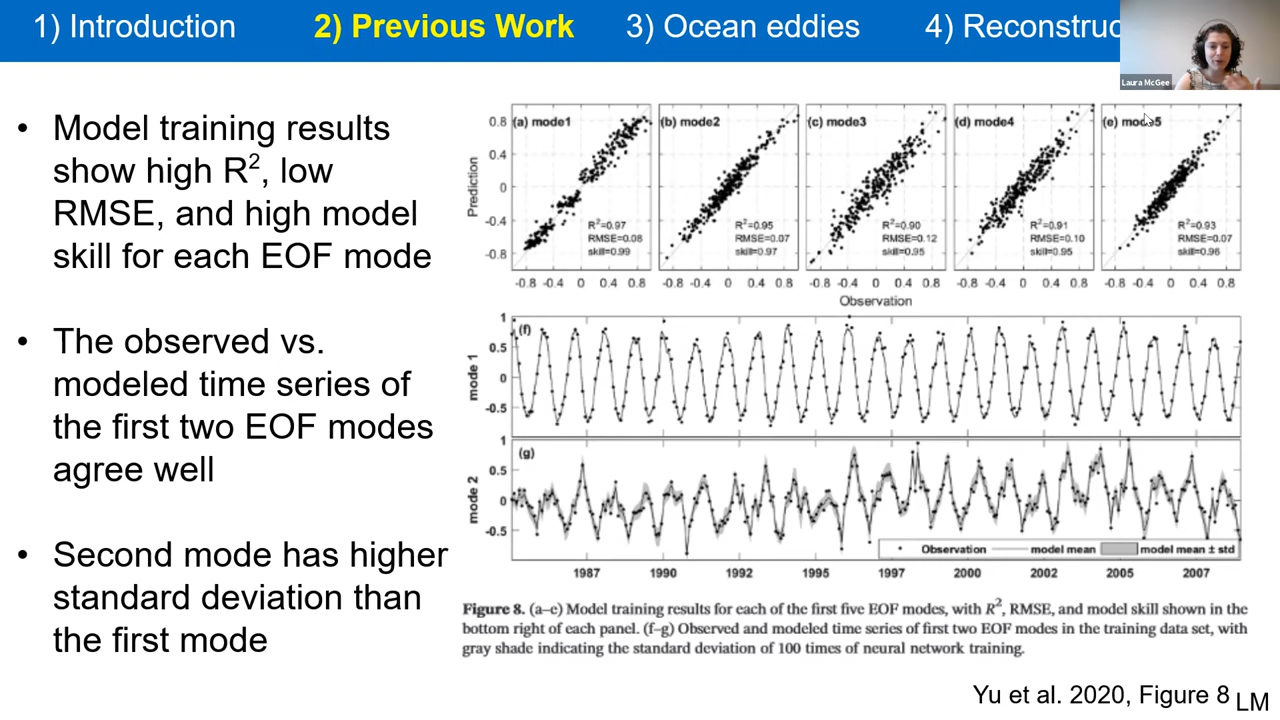 1) Introduction
2) Previous Work
3) Ocean eddies
4) Reconstruc
Laura McGee
• Model training results
show high R², low
RMSE, and high model
skill for each EOF mode
• The observed vs.
modeled time series of
the first two EOF modes
agree well
• Second mode has higher
standard deviation than
the first mode
(a) mode1
(b) mode2
(c) mode3
(d) mode4
(e) mode5
Prediction
0.8
0.4
0
-0.4
-0.8
R²=0.97
RMSE=0.08
skill=0.99
R²=0.95
RMSE=0.07
skill=0.97
R²=0.90
RMSE=0.12
skill=0.95
R²=0.91
RMSE=0.10
skill=0.95
R²=0.93
RMSE=0.07
skill=0.96
-0.8 -0.4 0 0.4 0.8
-0.8 -0.4 0 0.4 0.8
-0.8 -0.4 0 0.4 0.8
-0.8 -0.4 0 0.4 0.8
-0.8 -0.4 0 0.4 0.8
Observation
(f)
mode 1
1
0.5
0
-0.5
(g)
mode 2
1
0.5
0
-0.5
Observation
model mean
model mean ± std
1987 1990 1992 1995 1997 2000 2002 2005 2007
Figure 8. (a–e) Model training results for each of the first five EOF modes, with R², RMSE, and model skill shown in the
bottom right of each panel. (f–g) Observed and modeled time series of first two EOF modes in the training data set, with
gray shade indicating the standard deviation of 100 times of neural network training.
Yu et al. 2020, Figure 8
LM